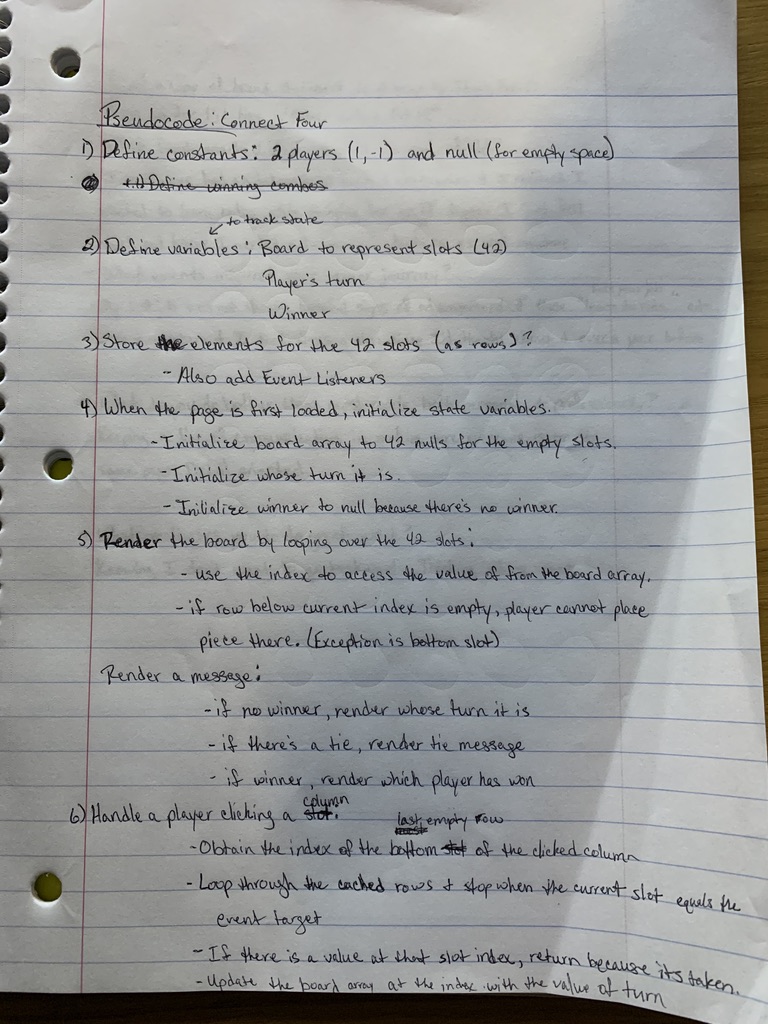 Pseudocode: Connect Four
1) Define constants: 2 players (1, -1) and null (for empty space)
1.1) Define winning combos
to track state
2) Define variables: Board to represent slots (42)
Player's turn
Winner
3) Store the elements for the 42 slots (as rows)?
- Also add Event Listeners
4) When the page is first loaded, initialize state variables.
- Initialize board array to 42 nulls for the empty slots.
- Initialize whose turn it is.
- Initialize winner to null because there's no winner.
5) Render the board by looping over the 42 slots:
- use the index to access the value of from the board array.
- if row below current index is empty, player cannot place
piece there. (Exception is bottom slot)
Render a message:
- if no winner, render whose turn it is
- if there's a tie, render tie message
- if winner, render which player has won
column
6) Handle a player clicking a slot.
last empty row
- Obtain the index of the bottom slot of the clicked column
- Loop through the cached rows & stop when the current slot equals the
event target
- If there is a value at that slot index, return because its taken.
- Update the board array at the index with the value of turn